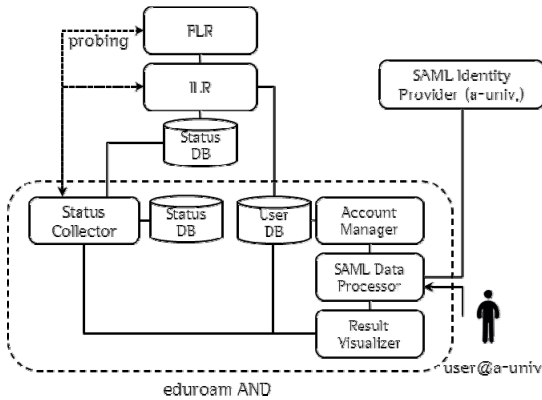 FLR
probing
SAML Identity
Provider (a-univ.)
Status
DB
Status
Collector
Status
DB
User
DB
Account
Manager
SAML Data
Processor
Result
Visualizer
user@a-univ
eduroam AND